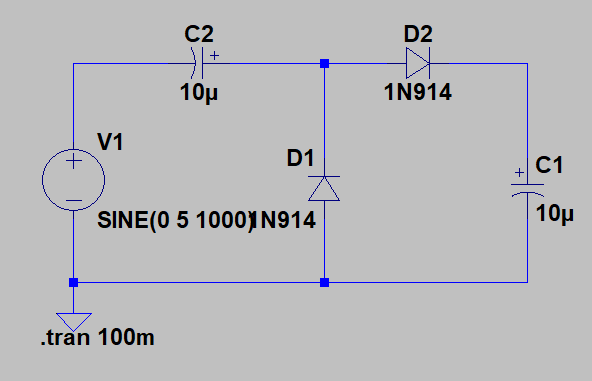 C2
+
10µ
D2
1N914
V1
+
SINE(0 5 1000)
D1
1N914
+
C1
10µ
.tran 100m